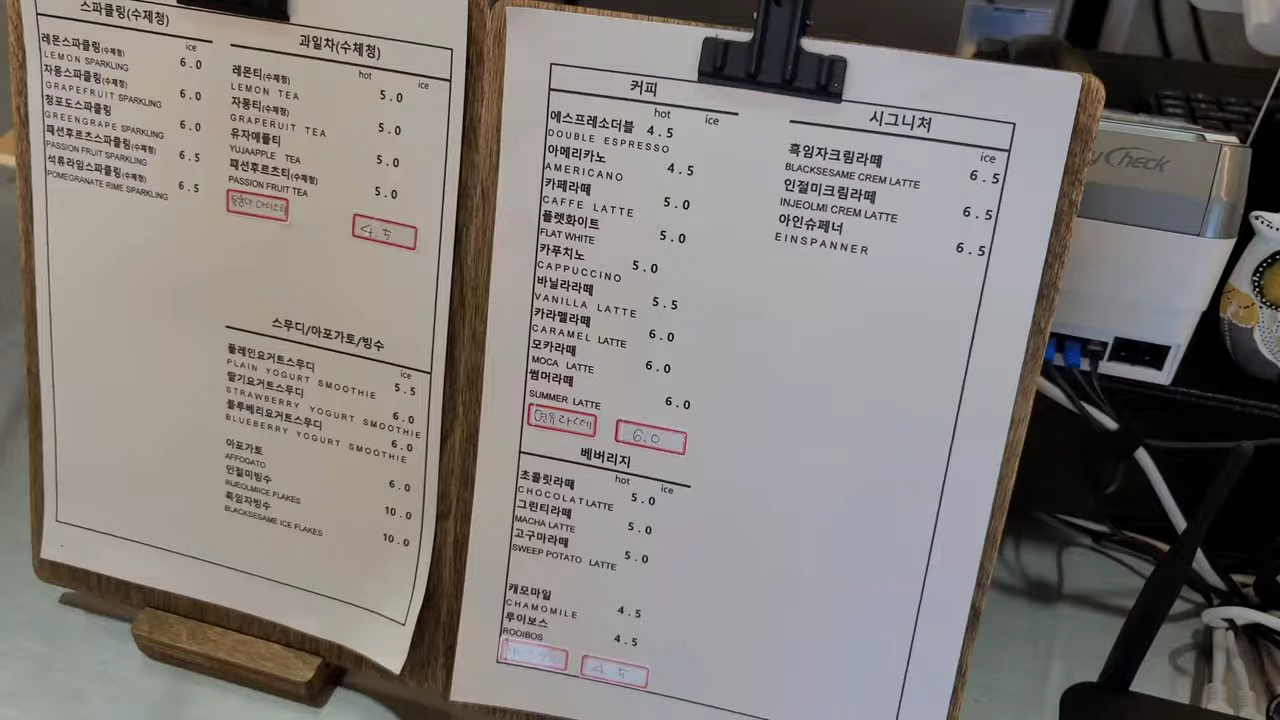 스파클링(수제청)
ice
레몬스파클링(수제청) 6.0
LEMON SPARKLING
자몽스파클링(수제청) 6.0
GRAPEFRUIT SPARKLING
청포도스파클링 6.0
GREENGRAPE SPARKLING
패션후르츠스파클링(수제청) 6.5
PASSION FRUIT SPARKLING
석류라임스파클링(수제청) 6.5
POMEGRANATE RIME SPARKLING
과일차(수체청)
hot ice
레몬티(수제청) 5.0
LEMON TEA
자몽티(수제청) 5.0
GRAPERUIT TEA
유자애플티 5.0
YUJAAPPLE TEA
패션후르츠티(수제청) 5.0
PASSION FRUIT TEA
복숭아 아이스티 4.5
스무디/아포가토/빙수
ice
플레인요거트스무디 5.5
PLAIN YOGURT SMOOTHIE
딸기요거트스무디 6.0
STRAWBERRY YOGURT SMOOTHIE
블루베리요거트스무디 6.0
BLUEBERRY YOGURT SMOOTHIE
아포가토 6.0
AFFOGATO
인절미빙수 10.0
INJEOLMIICE FLAKES
흑임자빙수 10.0
BLACKSESAME ICE FLAKES
커피
hot ice
에스프레소더블 4.5
DOUBLE ESPRESSO
아메리카노 4.5
AMERICANO
카페라떼 5.0
CAFFE LATTE
플렛화이트 5.0
FLAT WHITE
카푸치노 5.0
CAPPUCCINO
바닐라라떼 5.5
VANILLA LATTE
카라멜라떼 6.0
CARAMEL LATTE
모카라떼 6.0
MOCA LATTE
썸머라떼 6.0
SUMMER LATTE
연유라떼 6.0
베버리지
hot ice
초콜릿라떼 5.0
CHOCOLATLATTE
그린티라떼 5.0
MACHA LATTE
고구마라떼 5.0
SWEEP POTATO LATTE
캐모마일 4.5
CHAMOMILE
루이보스 4.5
ROOIBOS
4.5
시그니처
ice
흑임자크림라떼 6.5
BLACKSESAME CREM LATTE
인절미크림라떼 6.5
INJEOLMI CREM LATTE
아인슈페너 6.5
EINSPANNER
Check